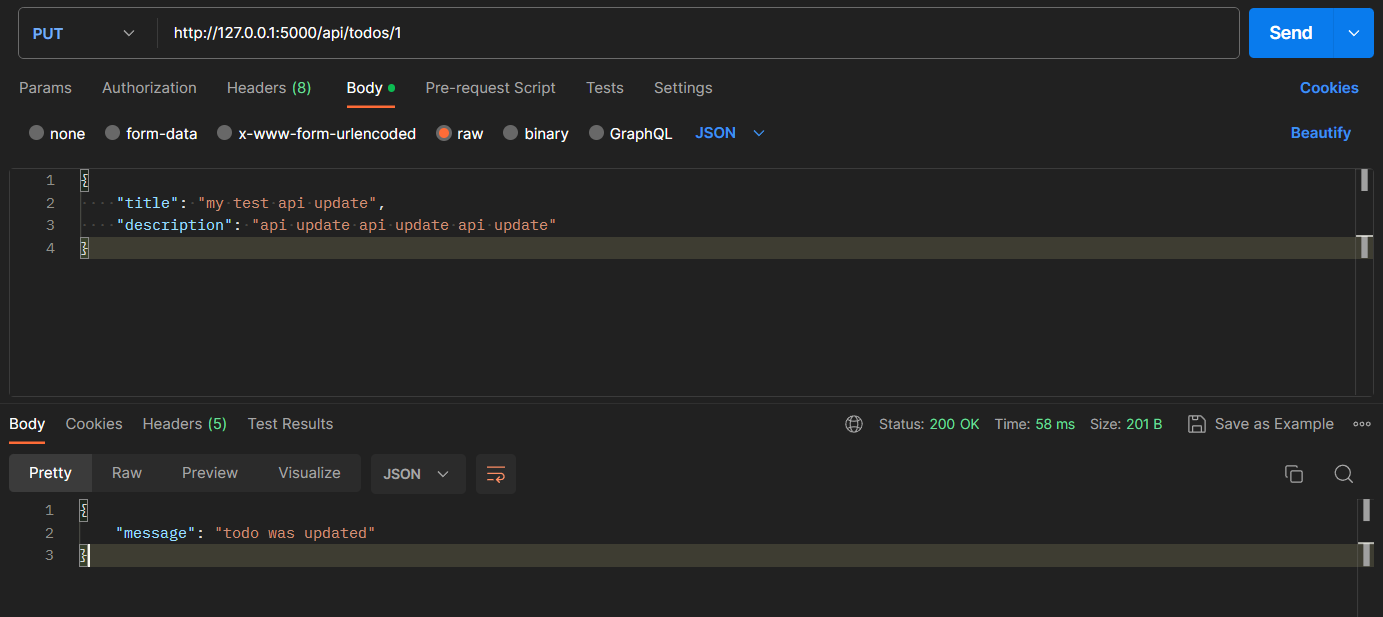 PUT http://127.0.0.1:5000/api/todos/1 Send
Params Authorization Headers (8) Body Pre-request Script Tests Settings Cookies
none form-data x-www-form-urlencoded raw binary GraphQL JSON Beautify
1 {
2 "title": "my test api update",
3 "description": "api update api update api update"
4 }
Body Cookies Headers (5) Test Results Status: 200 OK Time: 58 ms Size: 201 B Save as Example
Pretty Raw Preview Visualize JSON
1 {
2 "message": "todo was updated"
3 }